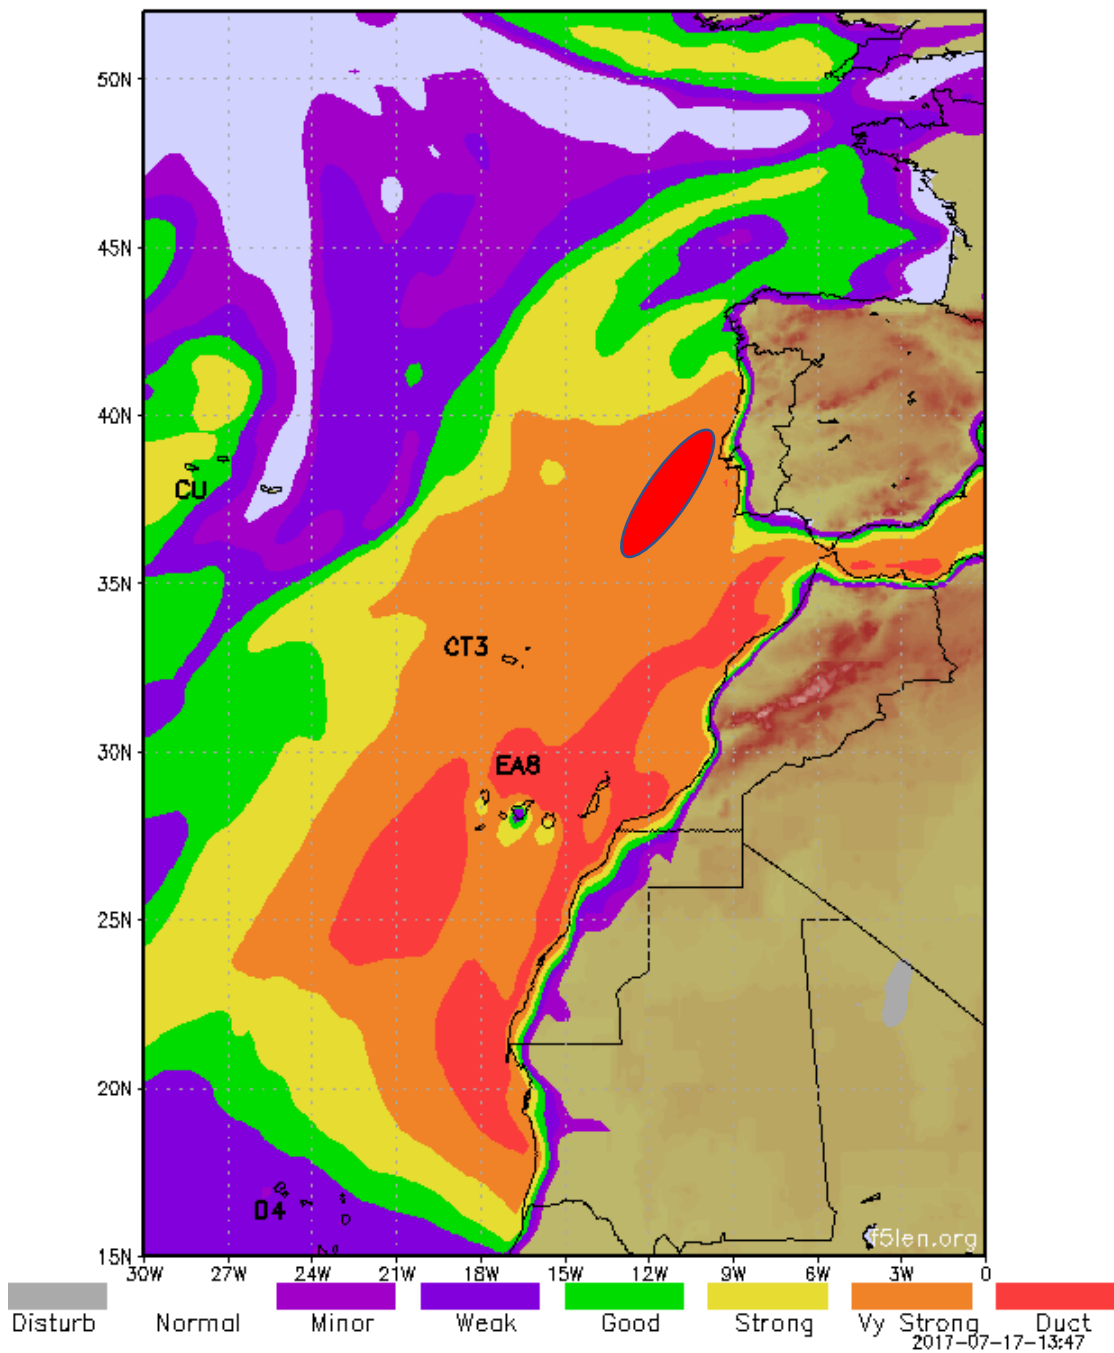 50N
45N
40N
CU
35N
CT3
30N
EA8
25N
20N
D4
f5len.org
15N
30W 27W 24W 21W 18W 15W 12W 9W 6W 3W 0
Disturb Normal Minor Weak Good Strong Vy Strong Duct
2017-07-17-13:47